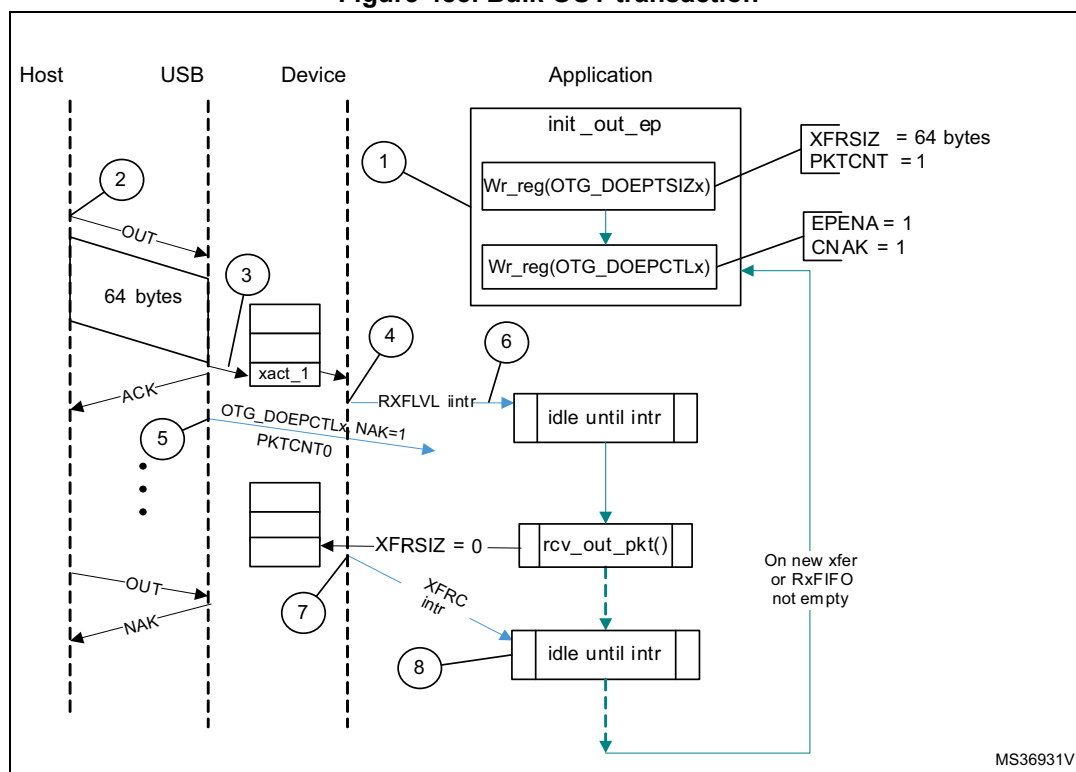 Host
USB
Device
Application
init _out_ep
XFRSIZ = 64 bytes
PKTCNT = 1
1
Wr_reg(OTG_DOEPTSIZx)
2
OUT
EPENA = 1
CNAK = 1
Wr_reg(OTG_DOEPCTLx)
3
64 bytes
4
6
xact_1
ACK
RXFLVL iintr
idle until intr
OTG_DOEPCTLx, NAK=1
PKTCNT0
5
XFRSIZ = 0
rcv_out_pkt()
On new xfer
or RxFIFO
not empty
OUT
XFRC
intr
7
NAK
idle until intr
8
MS36931V